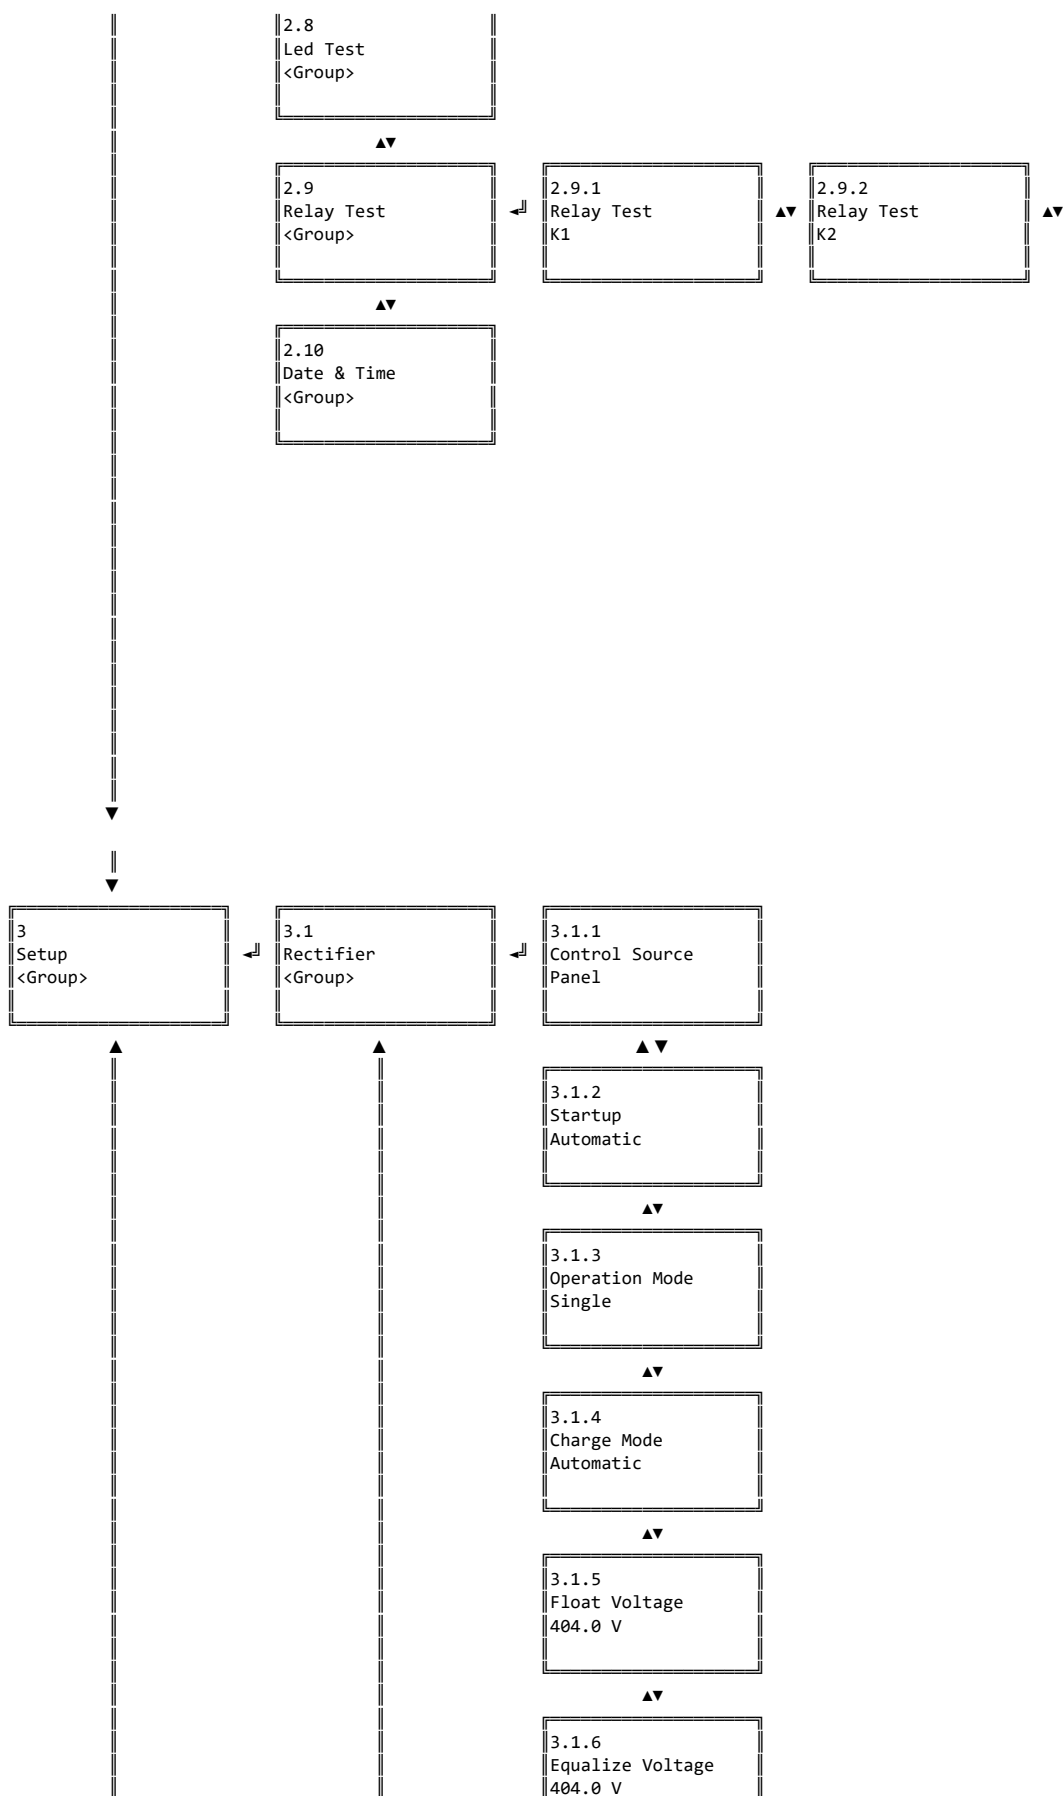 2.8
Led Test
<Group>
▲▼
2.9
Relay Test
<Group>
2.9.1
Relay Test
K1
▲▼
2.9.2
Relay Test
K2
▲▼
▲▼
2.10
Date & Time
<Group>
▼
▼
3
Setup
<Group>
3.1
Rectifier
<Group>
3.1.1
Control Source
Panel
▲
▲
▲ ▼
3.1.2
Startup
Automatic
▲▼
3.1.3
Operation Mode
Single
▲▼
3.1.4
Charge Mode
Automatic
▲▼
3.1.5
Float Voltage
404.0 V
▲▼
3.1.6
Equalize Voltage
404.0 V